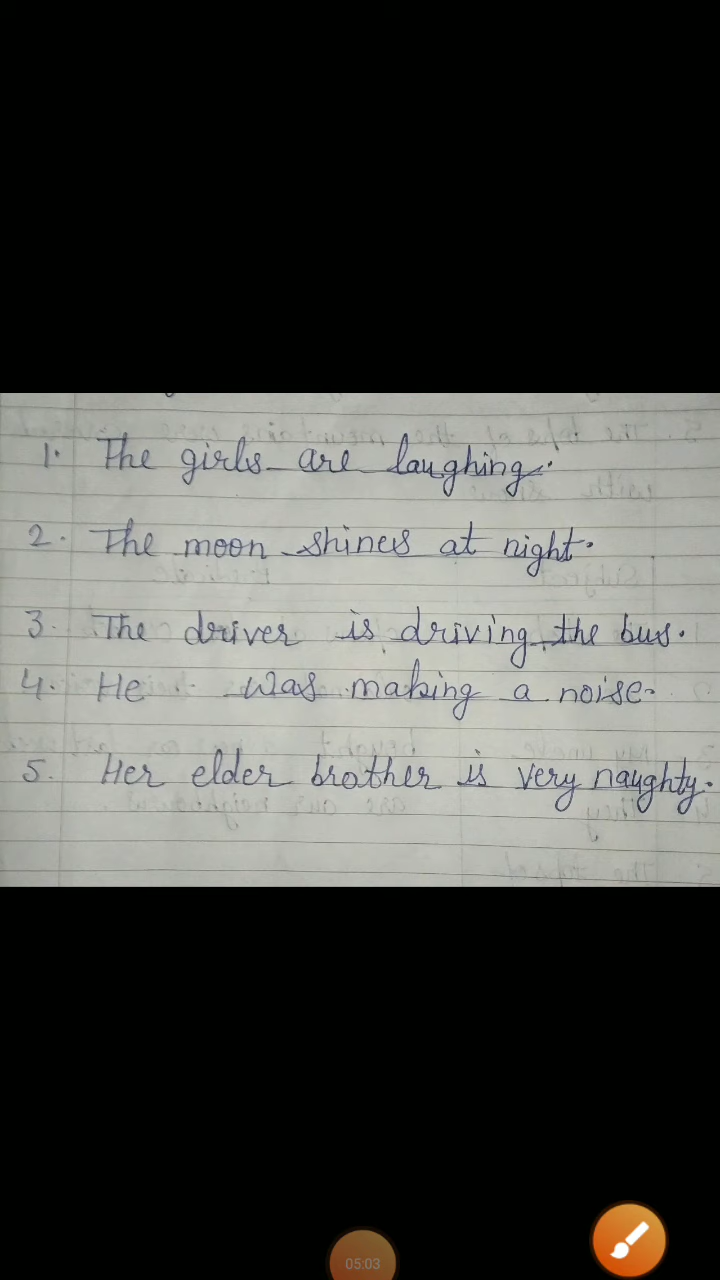 1. The girls are laughing.
2. The moon shines at night.
3. The driver is driving the bus.
4. He was making a noise.
5. Her elder brother is very naughty.
05:03